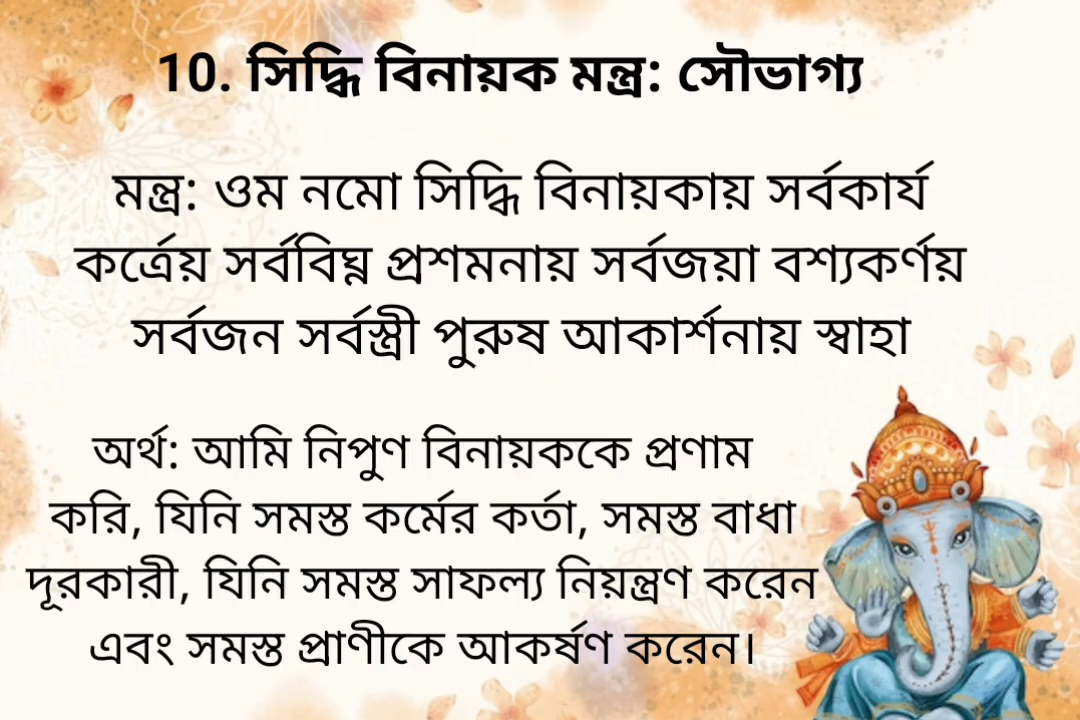 10. সিদ্ধি বিনায়ক মন্ত্র: সৌভাগ্য
মন্ত্র: ওম নমো সিদ্ধি বিনায়কায় সর্বকার্য
কর্ত্রেয় সর্ববিঘ্ন প্রশমনায় সর্বজয়া বশ্যকর্ণয়
সর্বজন সর্বস্ত্রী পুরুষ আকার্শনায় স্বাহা
অর্থ: আমি নিপুণ বিনায়ককে প্রণাম
করি, যিনি সমস্ত কর্মের কর্তা, সমস্ত বাধা
দূরকারী, যিনি সমস্ত সাফল্য নিয়ন্ত্রণ করেন
এবং সমস্ত প্রাণীকে আকর্ষণ করেন।